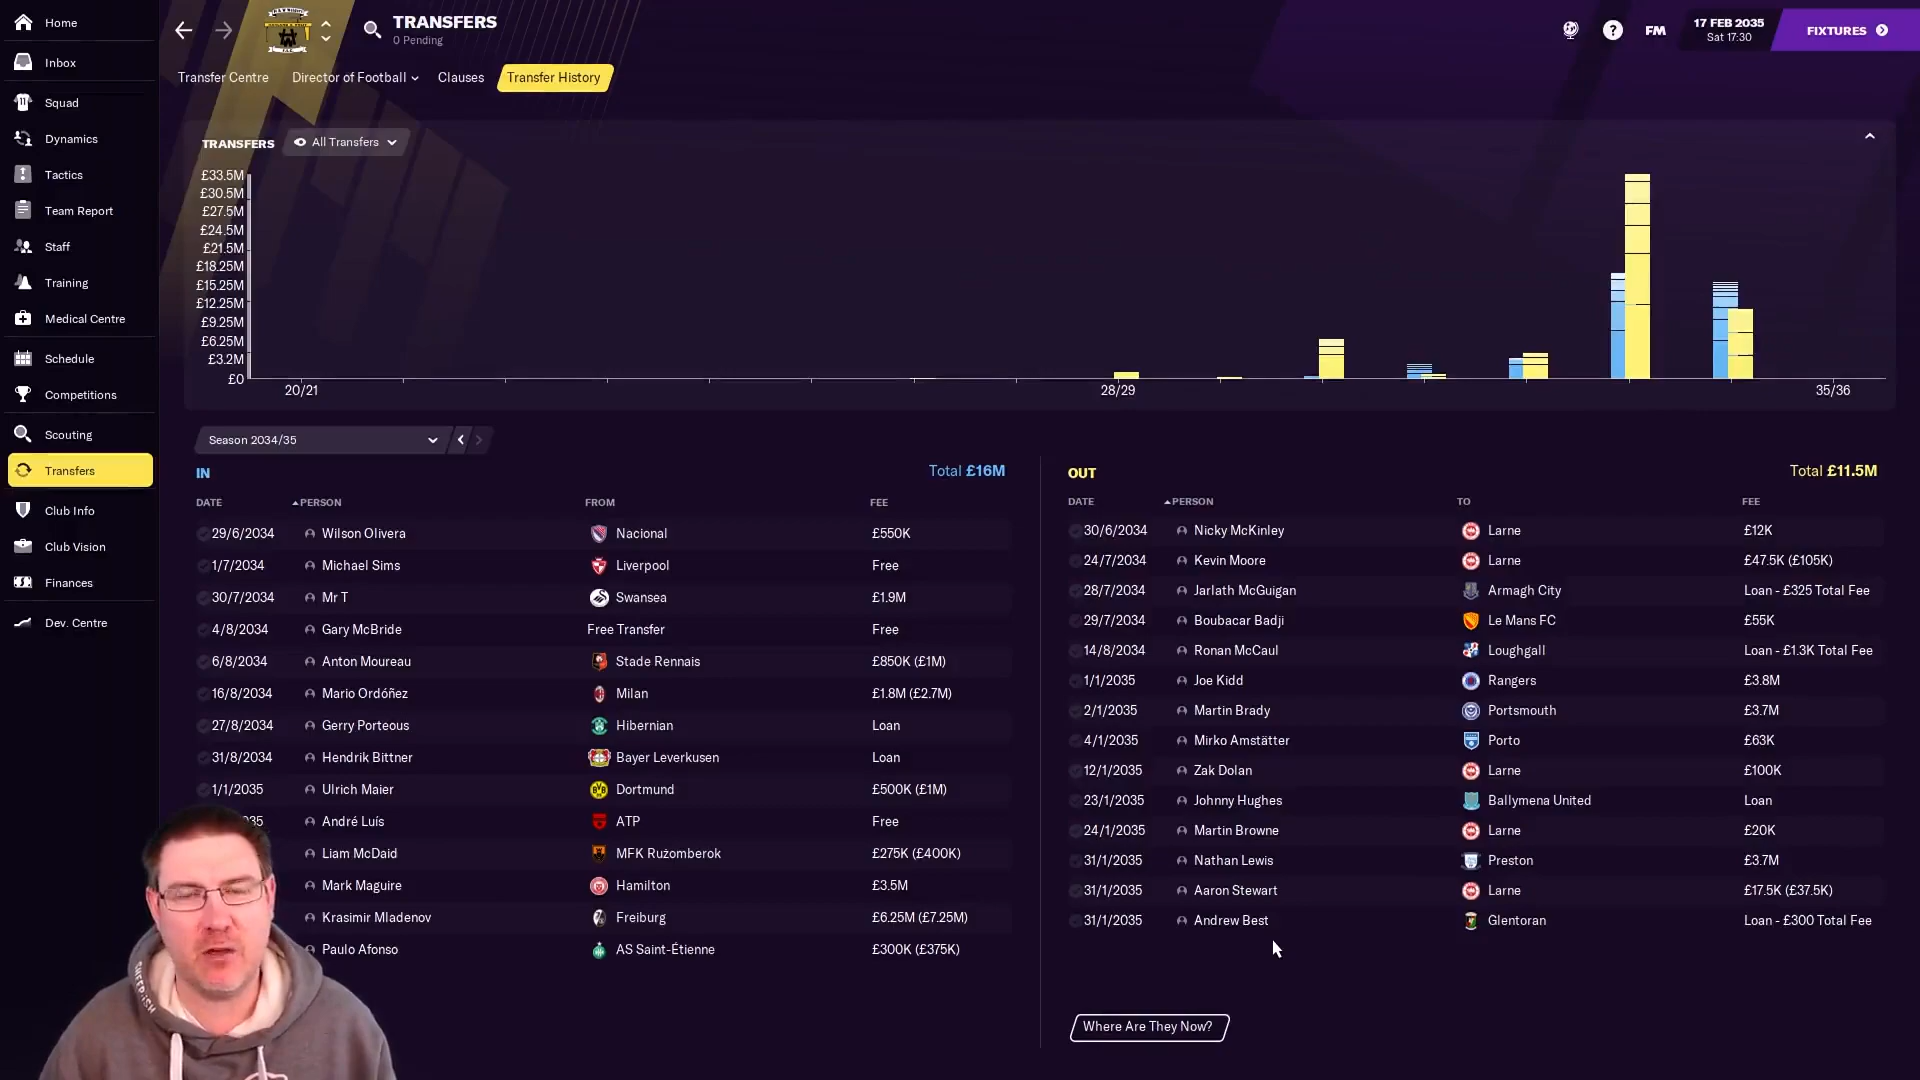 Home
Inbox
Squad
Dynamics
Tactics
Team Report
Staff
Training
Medical Centre
Schedule
Competitions
Scouting
Transfers
Club Info
Club Vision
Finances
Dev. Centre
TRANSFERS
0 Pending
FM
17 FEB 2035
Sat 17:30
FIXTURES
Transfer Centre
Director of Football
Clauses
Transfer History
TRANSFERS
All Transfers
£33.5M
£30.5M
£27.5M
£24.5M
£21.5M
£18.25M
£15.25M
£12.25M
£9.25M
£6.25M
£3.2M
£0
20/21
28/29
35/36
Season 2034/35
IN
Total £16M
DATE PERSON FROM FEE
29/6/2034 Wilson Olivera Nacional £550K
1/7/2034 Michael Sims Liverpool Free
30/7/2034 Mr T Swansea £1.9M
4/8/2034 Gary McBride Free Transfer Free
6/8/2034 Anton Moureau Stade Rennais £850K (£1M)
16/8/2034 Mario Ordóñez Milan £1.8M (£2.7M)
27/8/2034 Gerry Porteous Hibernian Loan
31/8/2034 Hendrik Bittner Bayer Leverkusen Loan
1/1/2035 Ulrich Maier Dortmund £500K (£1M)
André Luís ATP Free
Liam McDaid MFK Ružomberok £275K (£400K)
Mark Maguire Hamilton £3.5M
Krasimir Mladenov Freiburg £6.25M (£7.25M)
Paulo Afonso AS Saint-Étienne £300K (£375K)
OUT
Total £11.5M
DATE PERSON TO FEE
30/6/2034 Nicky McKinley Larne £12K
24/7/2034 Kevin Moore Larne £47.5K (£105K)
28/7/2034 Jarlath McGuigan Armagh City Loan - £325 Total Fee
29/7/2034 Boubacar Badji Le Mans FC £55K
14/8/2034 Ronan McCaul Loughgall Loan - £1.3K Total Fee
1/1/2035 Joe Kidd Rangers £3.8M
2/1/2035 Martin Brady Portsmouth £3.7M
4/1/2035 Mirko Amstätter Porto £63K
12/1/2035 Zak Dolan Larne £100K
23/1/2035 Johnny Hughes Ballymena United Loan
24/1/2035 Martin Browne Larne £20K
31/1/2035 Nathan Lewis Preston £3.7M
31/1/2035 Aaron Stewart Larne £17.5K (£37.5K)
31/1/2035 Andrew Best Glentoran Loan - £300 Total Fee
Where Are They Now?